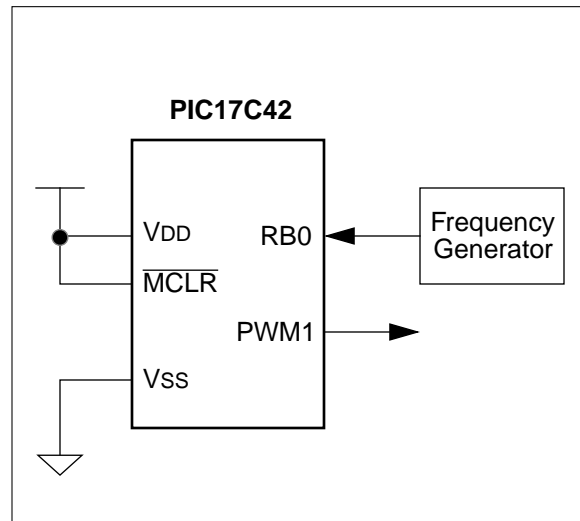 PIC17C42
VDD
RB0
Frequency
Generator
MCLR
PWM1
VSS